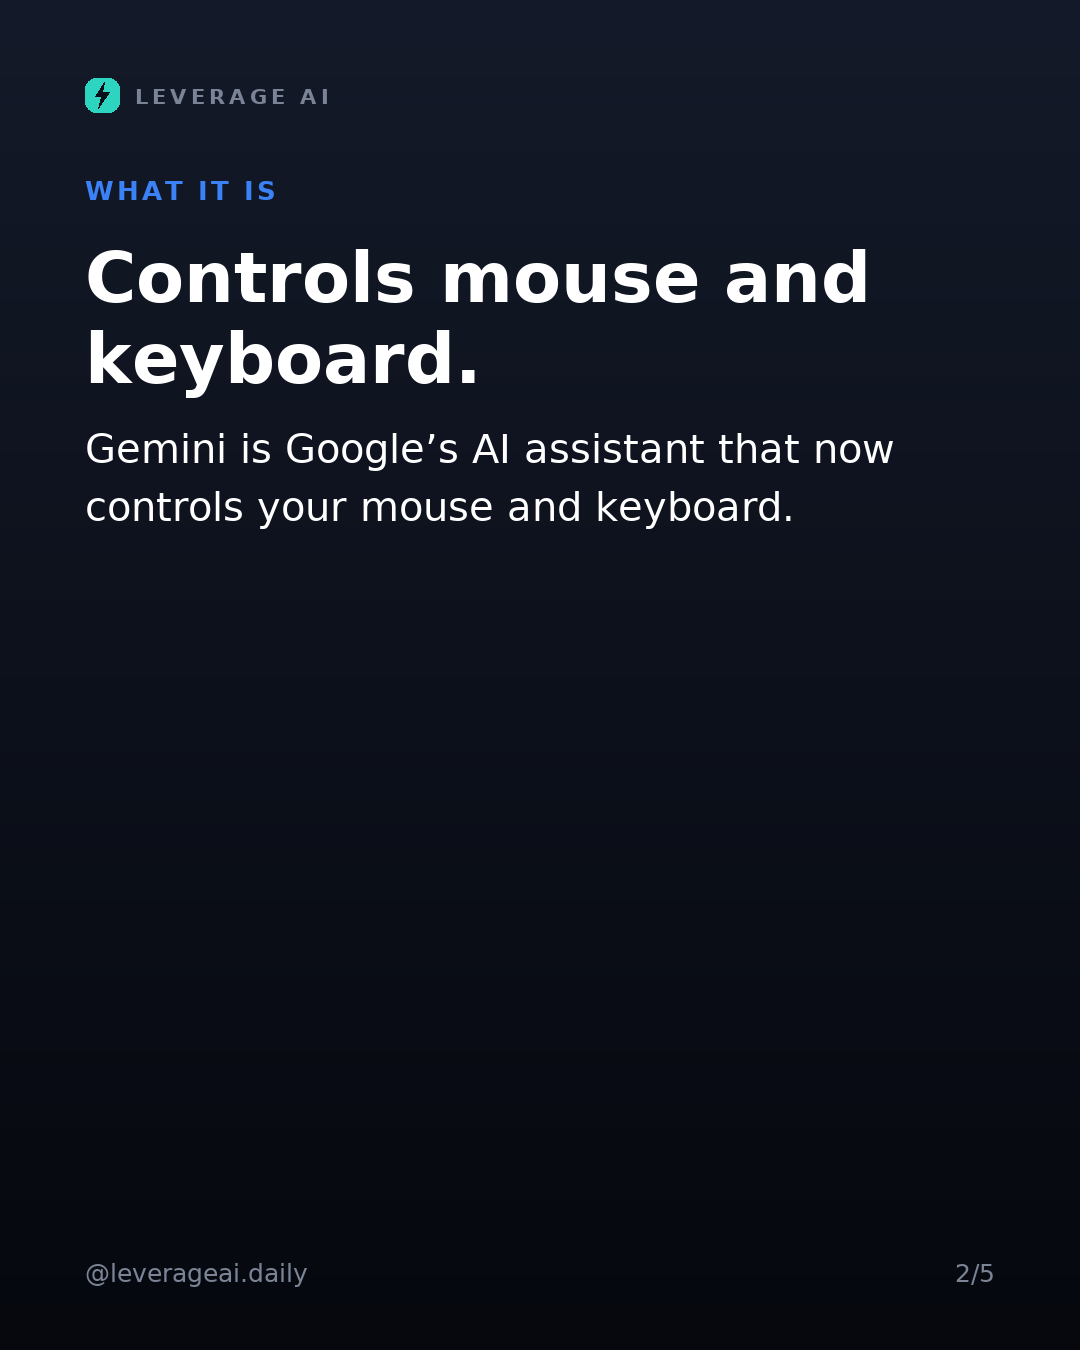 LEVERAGE AI
WHAT IT IS
Controls mouse and
keyboard.
Gemini is Google’s AI assistant that now
controls your mouse and keyboard.
@leverageai.daily
2/5